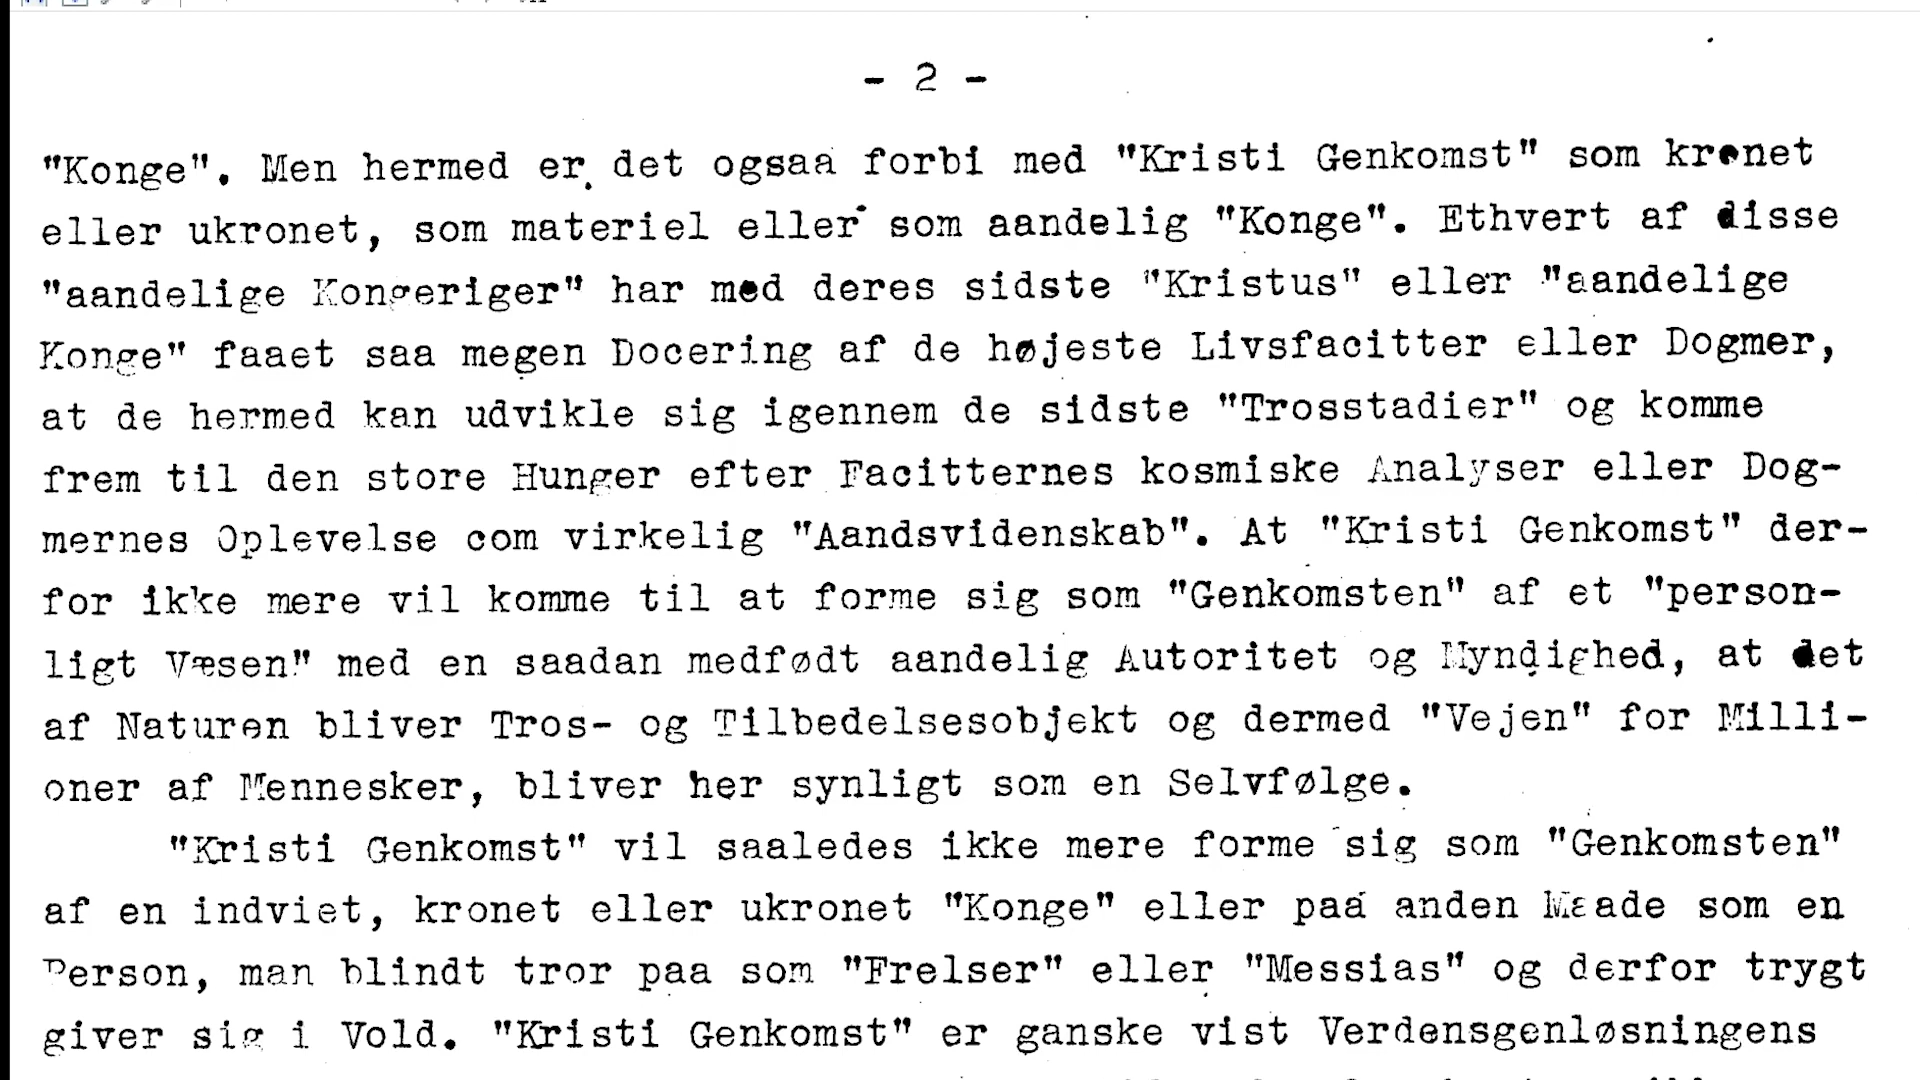 - 2 -
"Konge". Men hermed er det ogsaa forbi med "Kristi Genkomst" som kronet
eller ukronet, som materiel eller som aandelig "Konge". Ethvert af disse
"aandelige Kongeriger" har med deres sidste "Kristus" eller "aandelige
Konge" faaet saa megen Docering af de højeste Livsfacitter eller Dogmer,
at de hermed kan udvikle sig igennem de sidste "Trosstadier" og komme
frem til den store Hunger efter Facitternes kosmiske Analyser eller Dog-
mernes Oplevelse com virkelig "Aandsvidenskab". At "Kristi Genkomst" der-
for ikke mere vil komme til at forme sig som "Genkomsten" af et "person-
ligt Væsen" med en saadan medfødt aandelig Autoritet og Myndighed, at det
af Naturen bliver Tros- og Tilbedelsesobjekt og dermed "Vejen" for Milli-
oner af Mennesker, bliver her synligt som en Selvfølge.
"Kristi Genkomst" vil saaledes ikke mere forme sig som "Genkomsten"
af en indviet, kronet eller ukronet "Konge" eller paa anden Maade som en
Person, man blindt tror paa som "Frelser" eller "Messias" og derfor trygt
giver sig i Vold. "Kristi Genkomst" er ganske vist Verdensgenløsningens